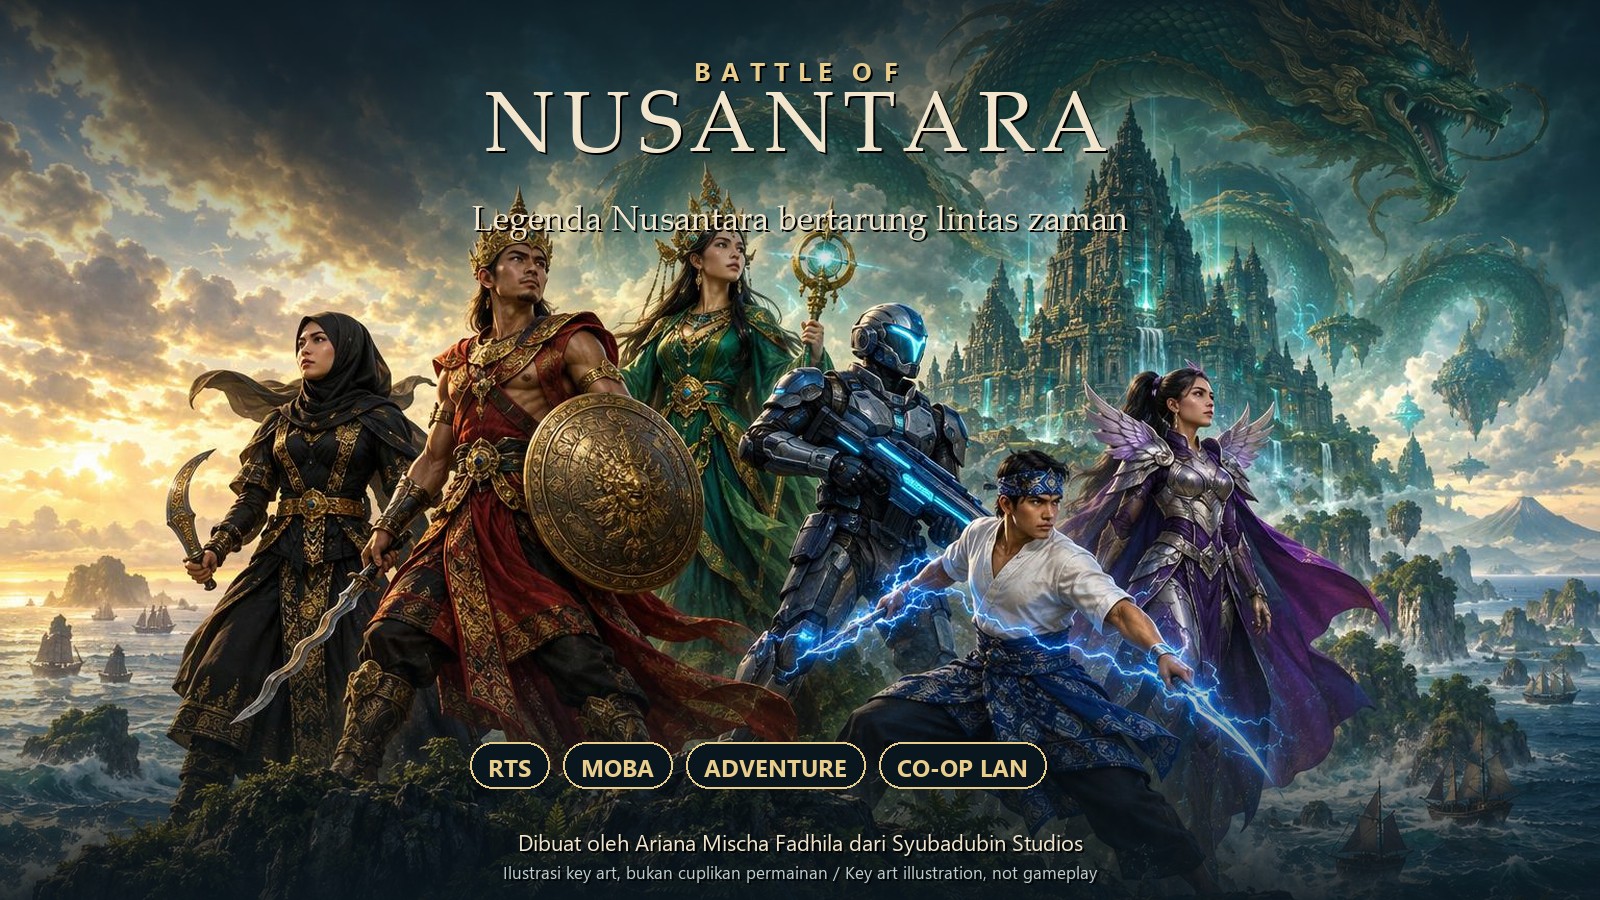 BATTLE OF
NUSANTARA
Legenda Nusantara bertarung lintas zaman
RTS MOBA ADVENTURE CO-OP LAN
Dibuat oleh Ariana Mischa Fadhila dari Syubadubin Studios
Ilustrasi key art, bukan cuplikan permainan / Key art illustration, not gameplay